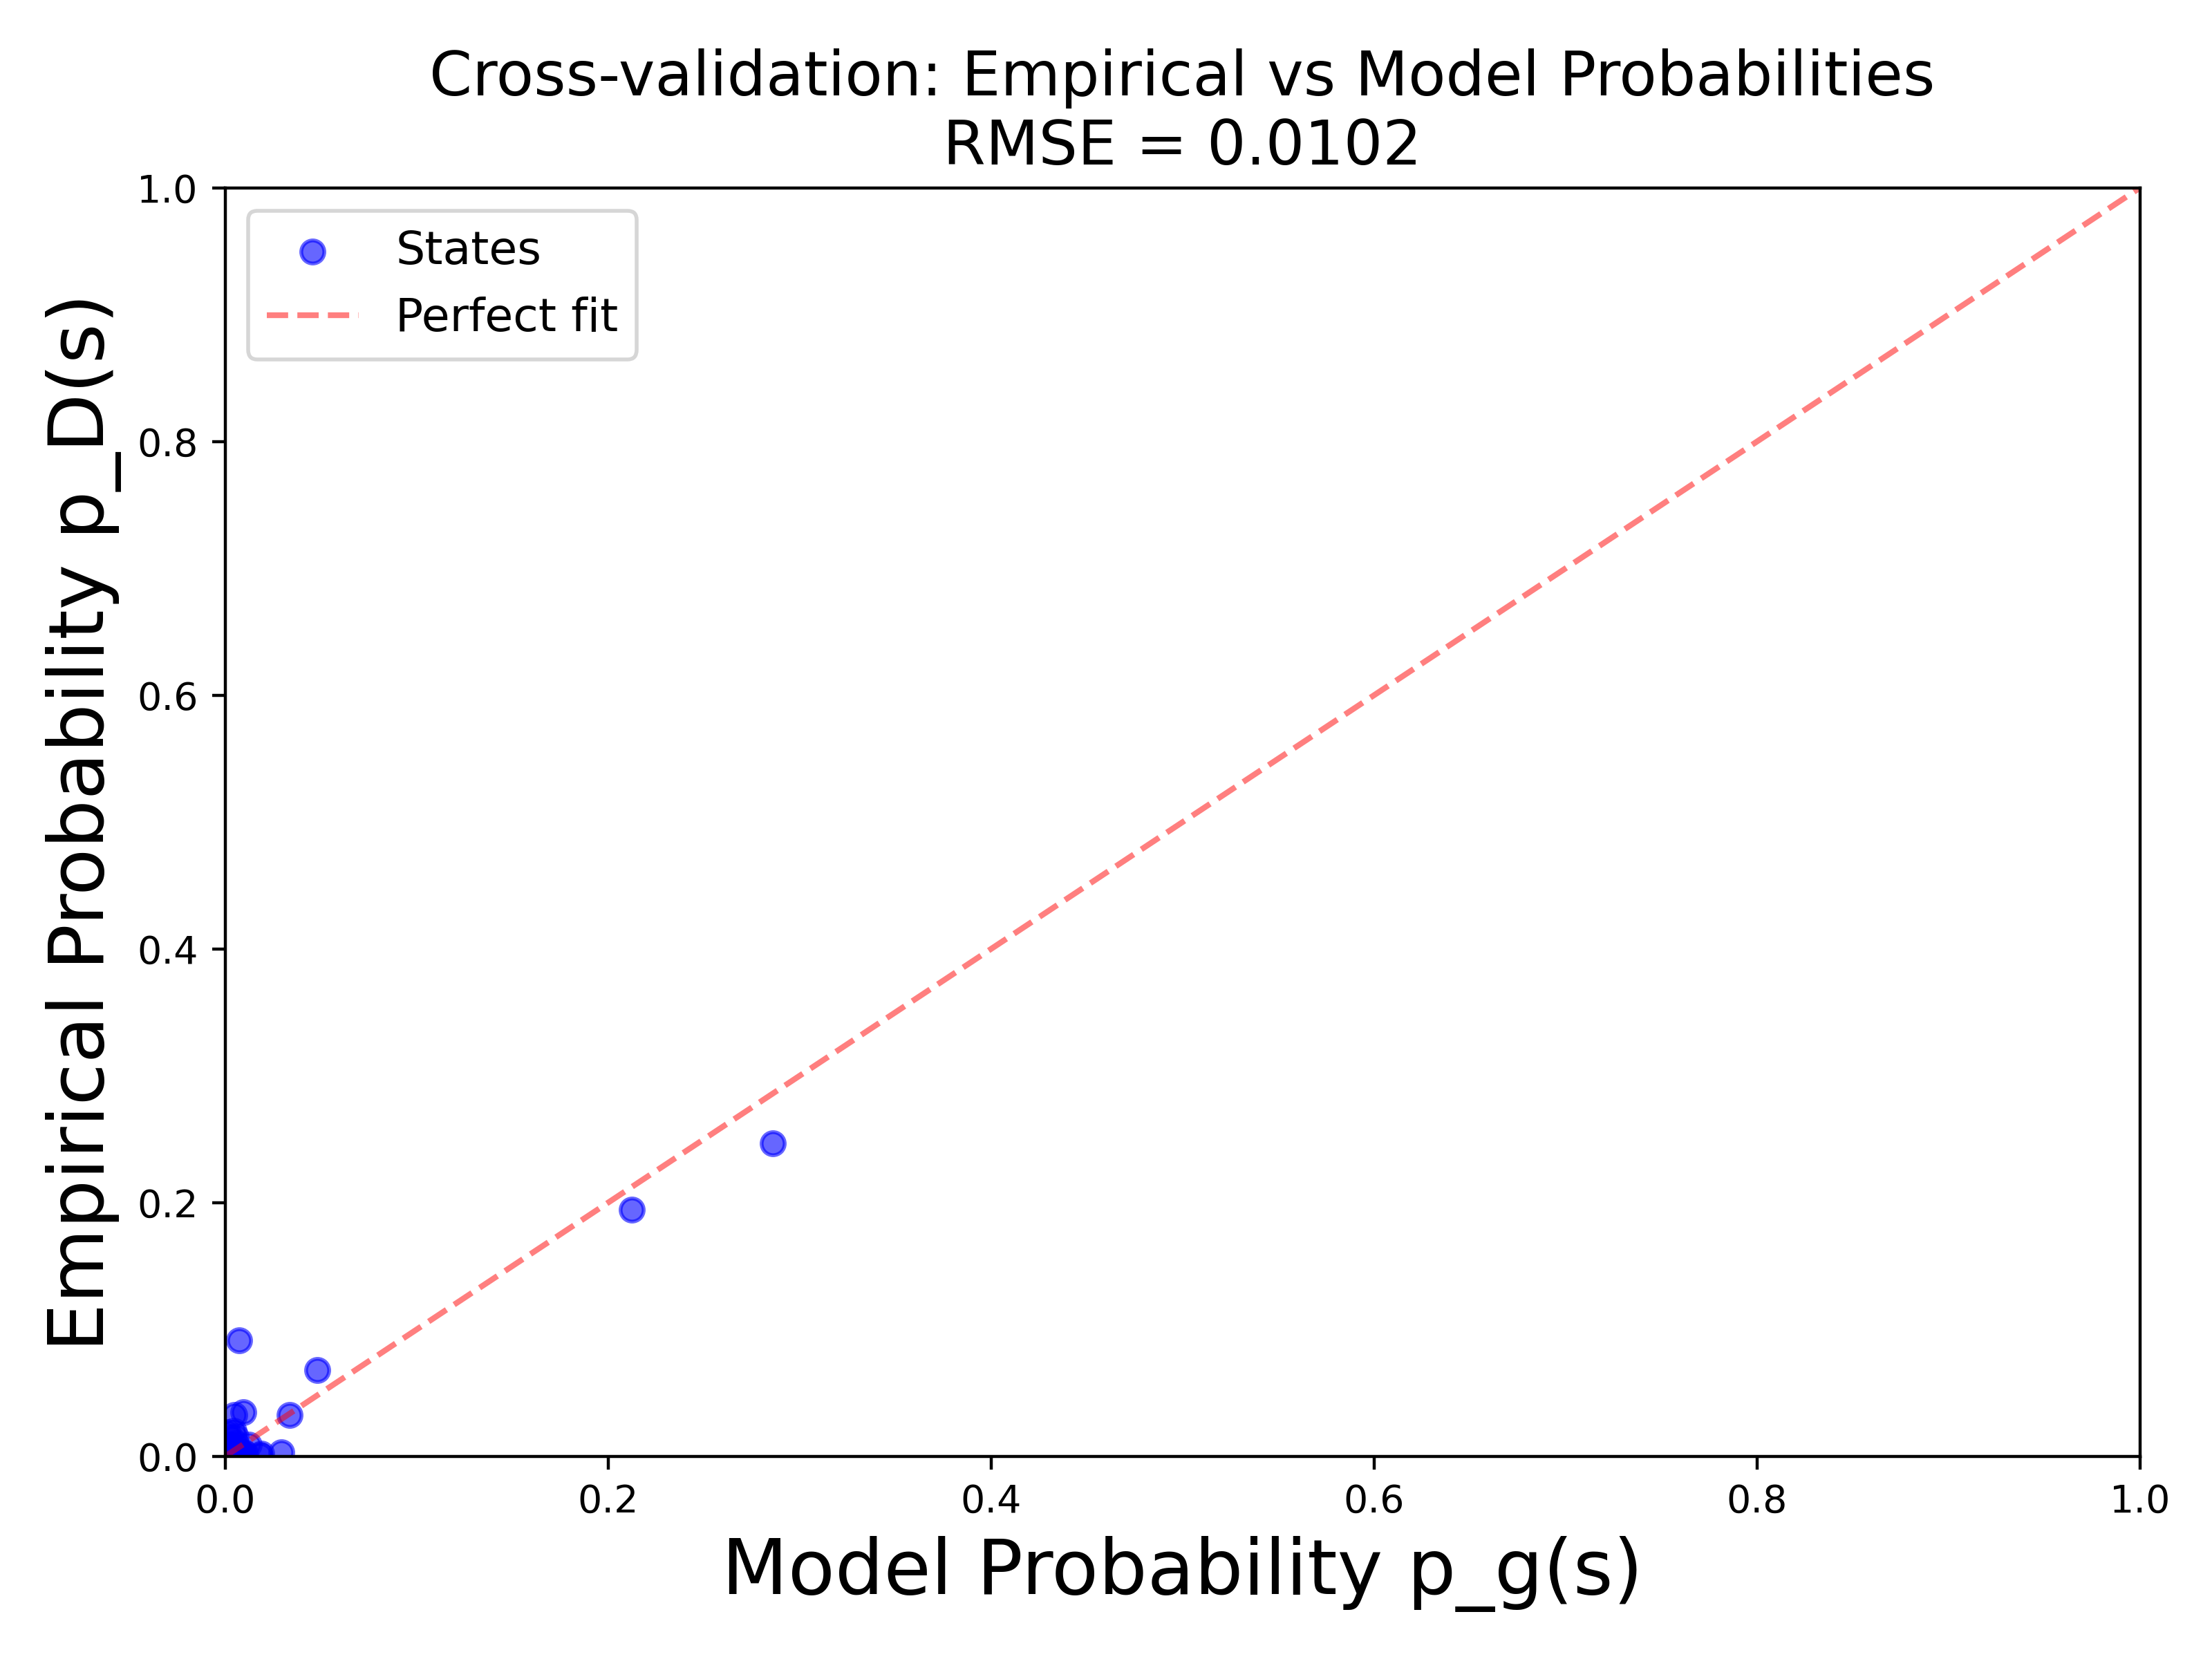 Cross-validation: Empirical vs Model Probabilities
RMSE = 0.0102
States
Perfect fit
Empirical Probability p_D(s)
1.0
0.8
0.6
0.4
0.2
0.0
0.0 0.2 0.4 0.6 0.8 1.0
Model Probability p_g(s)